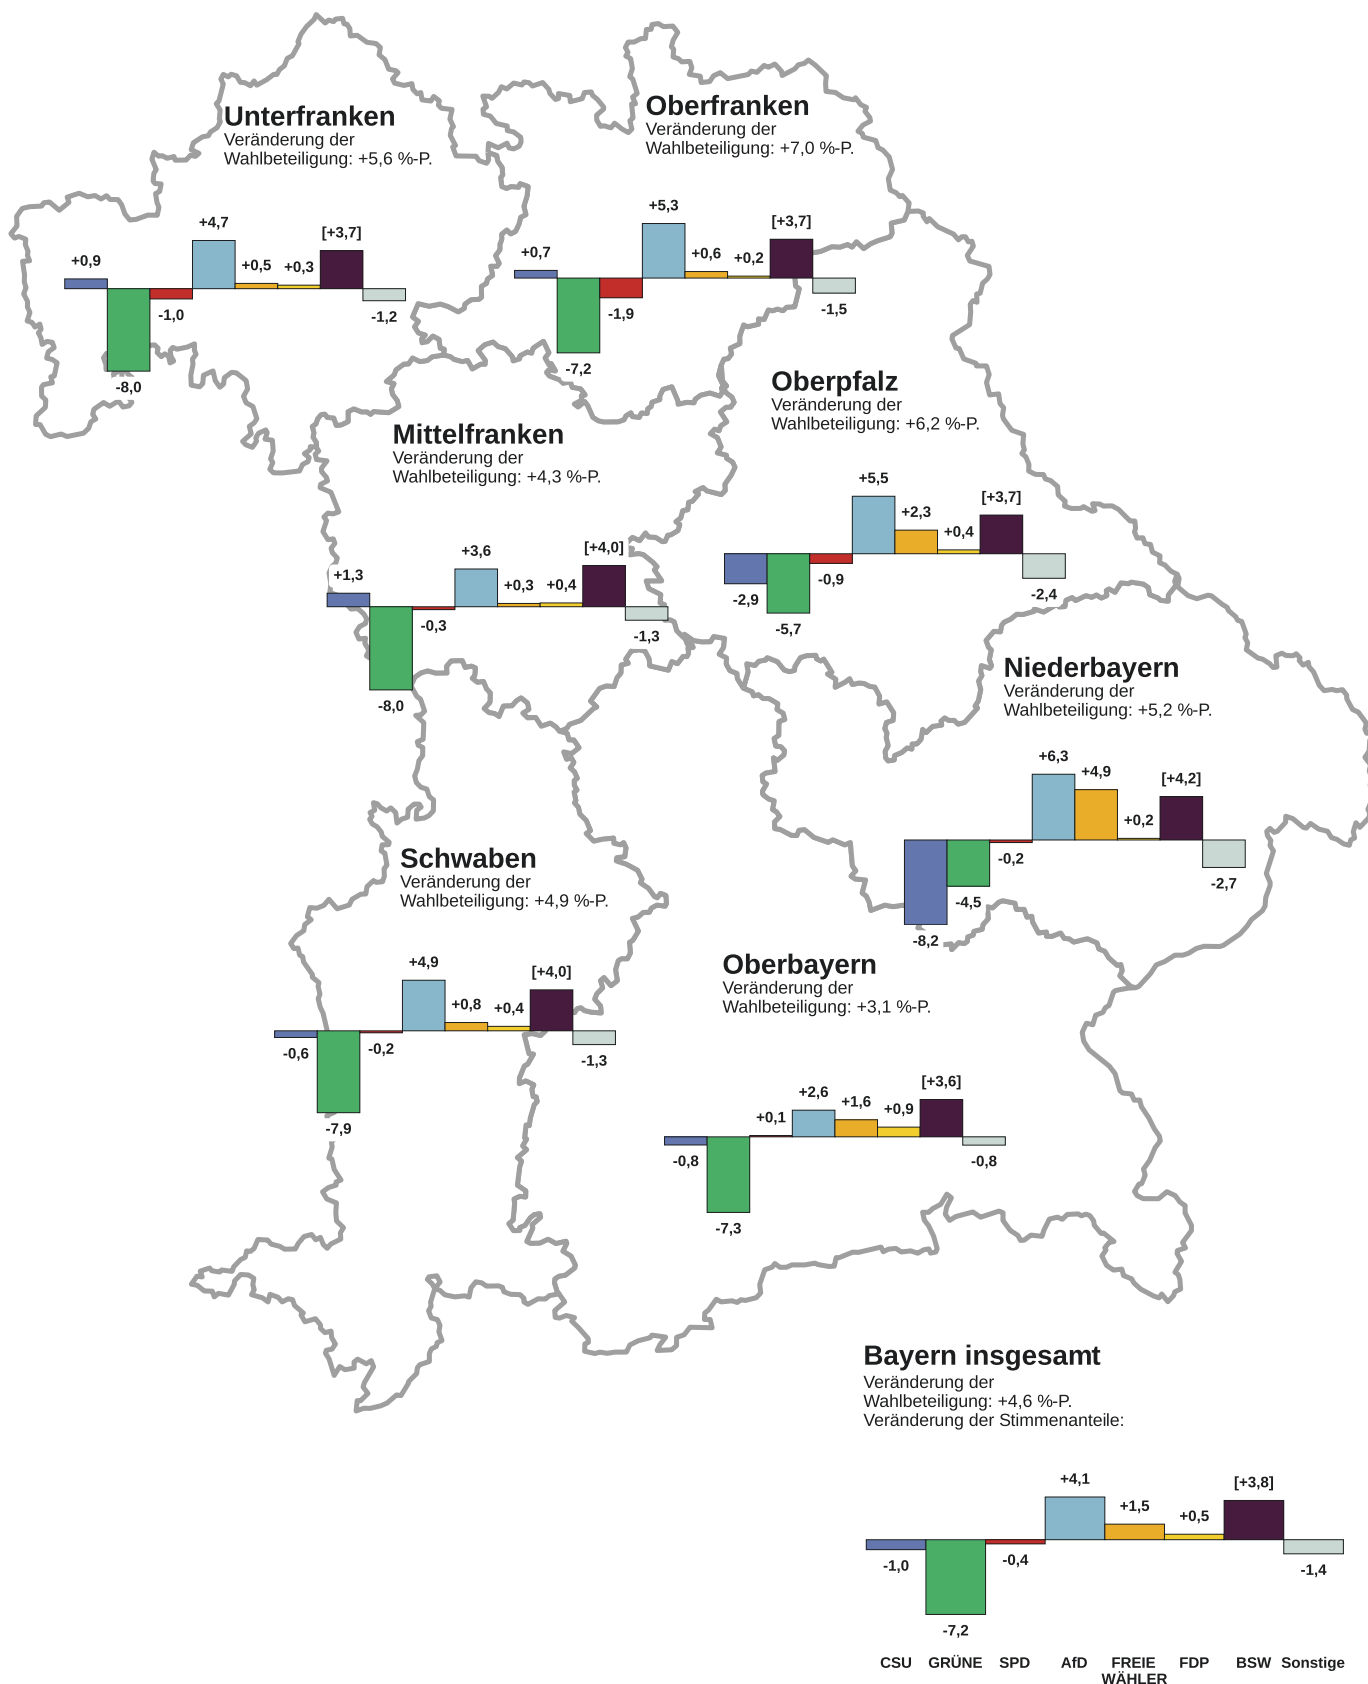 Unterfranken
Veränderung der
Wahlbeteiligung: +5,6 %-P.
+0,9
-8,0
-1,0
+4,7
+0,5
+0,3
[+3,7]
-1,2
Oberfranken
Veränderung der
Wahlbeteiligung: +7,0 %-P.
+0,7
-7,2
-1,9
+5,3
+0,6
+0,2
[+3,7]
-1,5
Mittelfranken
Veränderung der
Wahlbeteiligung: +4,3 %-P.
+1,3
-8,0
-0,3
+3,6
+0,3
+0,4
[+4,0]
-1,3
Oberpfalz
Veränderung der
Wahlbeteiligung: +6,2 %-P.
-2,9
-5,7
-0,9
+5,5
+2,3
+0,4
[+3,7]
-2,4
Niederbayern
Veränderung der
Wahlbeteiligung: +5,2 %-P.
-8,2
-4,5
-0,2
+6,3
+4,9
+0,2
[+4,2]
-2,7
Schwaben
Veränderung der
Wahlbeteiligung: +4,9 %-P.
-0,6
-7,9
-0,2
+4,9
+0,8
+0,4
[+4,0]
-1,3
Oberbayern
Veränderung der
Wahlbeteiligung: +3,1 %-P.
-0,8
-7,3
+0,1
+2,6
+1,6
+0,9
[+3,6]
-0,8
Bayern insgesamt
Veränderung der
Wahlbeteiligung: +4,6 %-P.
Veränderung der Stimmenanteile:
-1,0
-7,2
-0,4
+4,1
+1,5
+0,5
[+3,8]
-1,4
CSU
GRÜNE
SPD
AfD
FREIE
WÄHLER
FDP
BSW
Sonstige